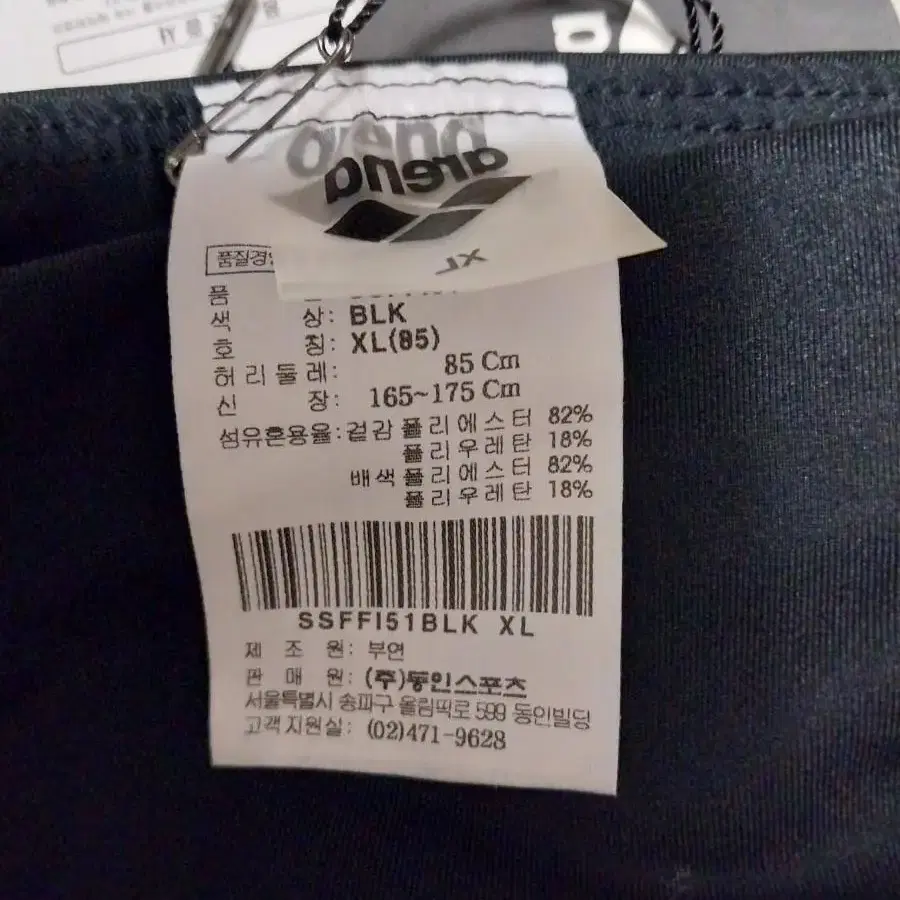 arena
XL
품질경
품
색 상: BLK
호 칭: XL(85)
허리둘레: 85 Cm
신 장: 165~175 Cm
섬유혼용율:겉감 폴리에스터 82%
폴리우레탄 18%
배색폴리에스터 82%
폴리우레탄 18%
SSFFI51BLK XL
제 조 원: 부연
판 매 원: (주)동인스포츠
서울특별시 송파구 올림픽로 599 동인빌딩
고객지원실: (02)471-9628